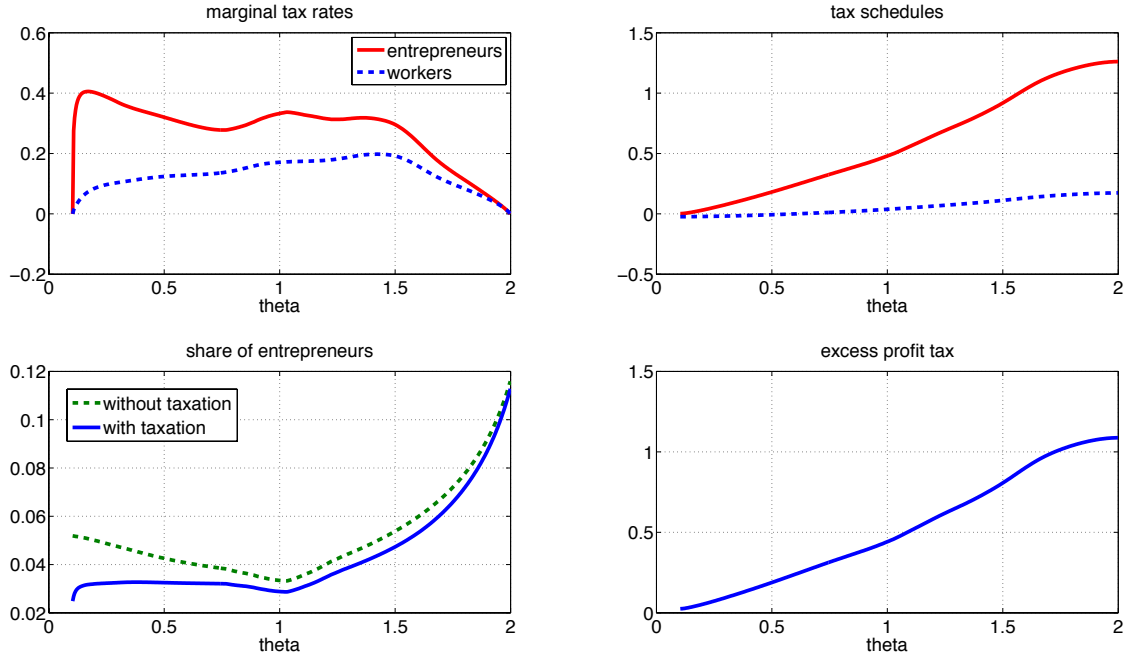 marginal tax rates
0.6
0.4
0.2
0
−0.2
entrepreneurs
workers
0 0.5 1 1.5 2
theta
tax schedules
1.5
1
0.5
0
−0.5
0 0.5 1 1.5 2
theta
share of entrepreneurs
0.12
0.1
0.08
0.06
0.04
0.02
without taxation
with taxation
0 0.5 1 1.5 2
theta
excess profit tax
1.5
1
0.5
0
0 0.5 1 1.5 2
theta